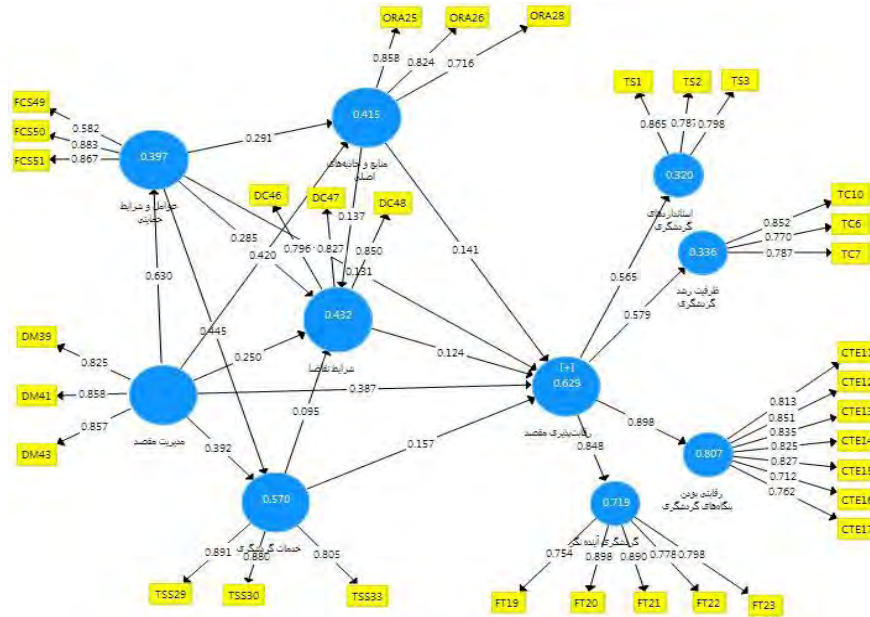 ORA25
ORA26
ORA28
0.858
0.824
0.716
TS1
TS2
TS3
0.865
0.787
0.798
FCS49
FCS50
FCS51
0.582
0.883
0.867
0.397
عوامل و شرایط
حمایتی
0.291
0.415
منابع و جاذبه‌های
اصلی
0.320
استانداردهای
گردشگری
TC10
TC6
TC7
0.852
0.770
0.787
0.336
ظرفیت رشد
گردشگری
DC46
DC47
DC48
0.796
0.827
0.850
0.137
0.285
0.420
0.131
0.141
0.565
0.579
0.630
0.445
0.432
شرایط تقاضا
0.250
0.124
0.387
DM39
DM41
DM43
0.825
0.858
0.857
مدیریت مقصد
0.392
0.095
0.157
[+]
0.629
رقابت‌پذیری مقصد
0.898
0.848
CTE11
CTE12
CTE13
CTE14
CTE15
CTE16
CTE17
0.813
0.851
0.835
0.825
0.827
0.712
0.762
0.807
رقابتی بودن
بنگاه‌های گردشگری
0.570
خدمات گردشگری
0.891
0.880
0.805
TSS29
TSS30
TSS33
0.719
گردشگری آینده نگر
0.754
0.898
0.890
0.778
0.798
FT19
FT20
FT21
FT22
FT23